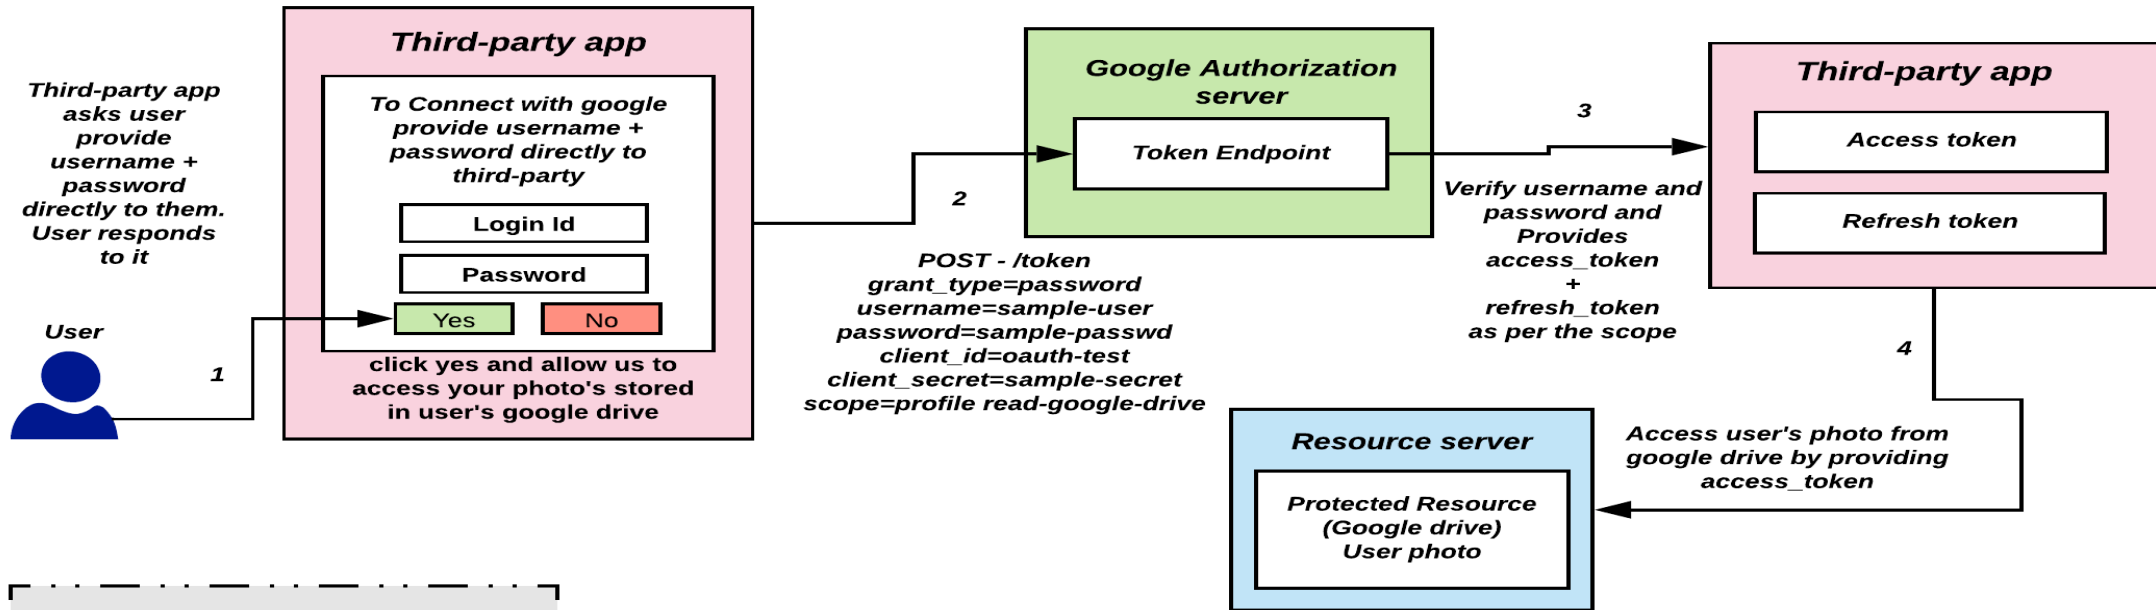 Third-party app
asks user
provide
username +
password
directly to them.
User responds
to it
User
1
Third-party app
To Connect with google
provide username +
password directly to
third-party
Login Id
Password
Yes
No
click yes and allow us to
access your photo's stored
in user's google drive
2
POST - /token
grant_type=password
username=sample-user
password=sample-passwd
client_id=oauth-test
client_secret=sample-secret
scope=profile read-google-drive
Google Authorization
server
Token Endpoint
3
Verify username and
password and
Provides
access_token
+
refresh_token
as per the scope
Third-party app
Access token
Refresh token
4
Access user's photo from
google drive by providing
access_token
Resource server
Protected Resource
(Google drive)
User photo